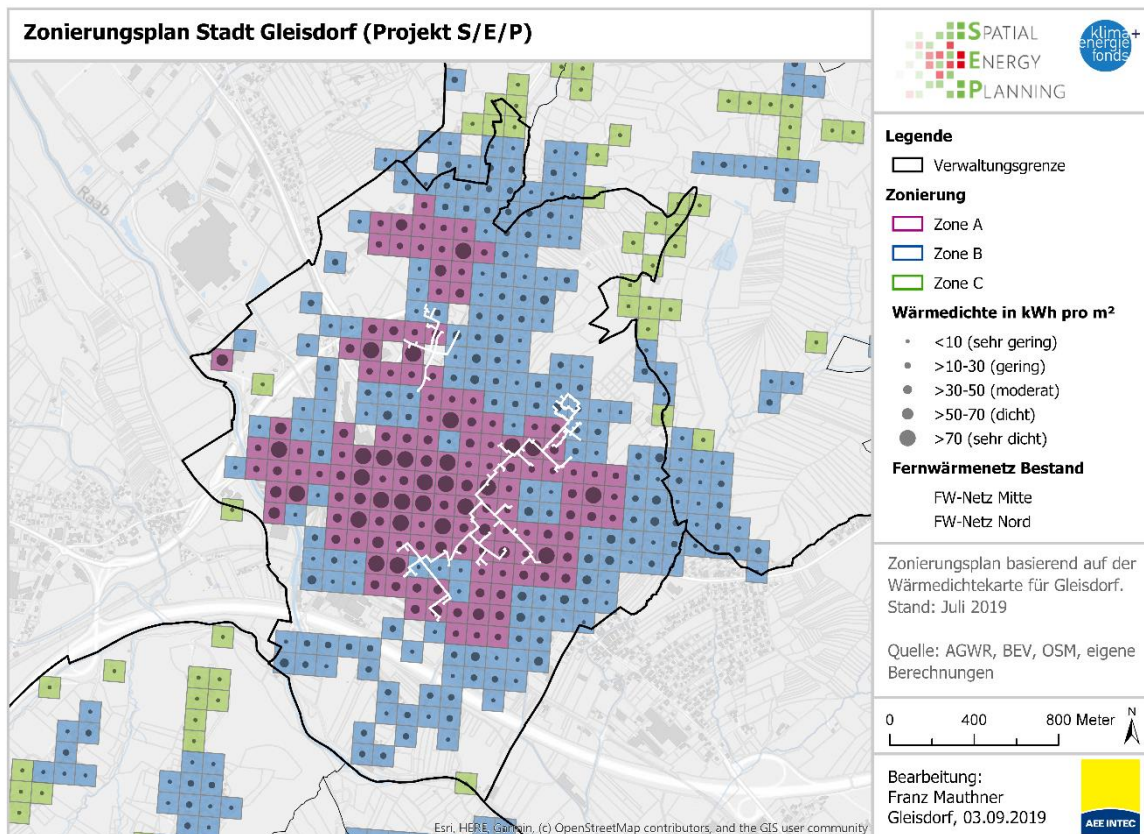 Zonierungsplan Stadt Gleisdorf (Projekt S/E/P)
SPATIAL
ENERGY
PLANNING
klima+
energie
fonds
Raab
Legende
Verwaltungsgrenze
Zonierung
Zone A
Zone B
Zone C
Wärmedichte in kWh pro m²
<10 (sehr gering)
>10-30 (gering)
>30-50 (moderat)
>50-70 (dicht)
>70 (sehr dicht)
Fernwärmenetz Bestand
FW-Netz Mitte
FW-Netz Nord
Zonierungsplan basierend auf der
Wärmedichtekarte für Gleisdorf.
Stand: Juli 2019
Quelle: AGWR, BEV, OSM, eigene
Berechnungen
0 400 800 Meter
N
Bearbeitung:
Franz Mauthner
Gleisdorf, 03.09.2019
AEE INTEC
Esri, HERE, Garmin, (c) OpenStreetMap contributors, and the GIS user community